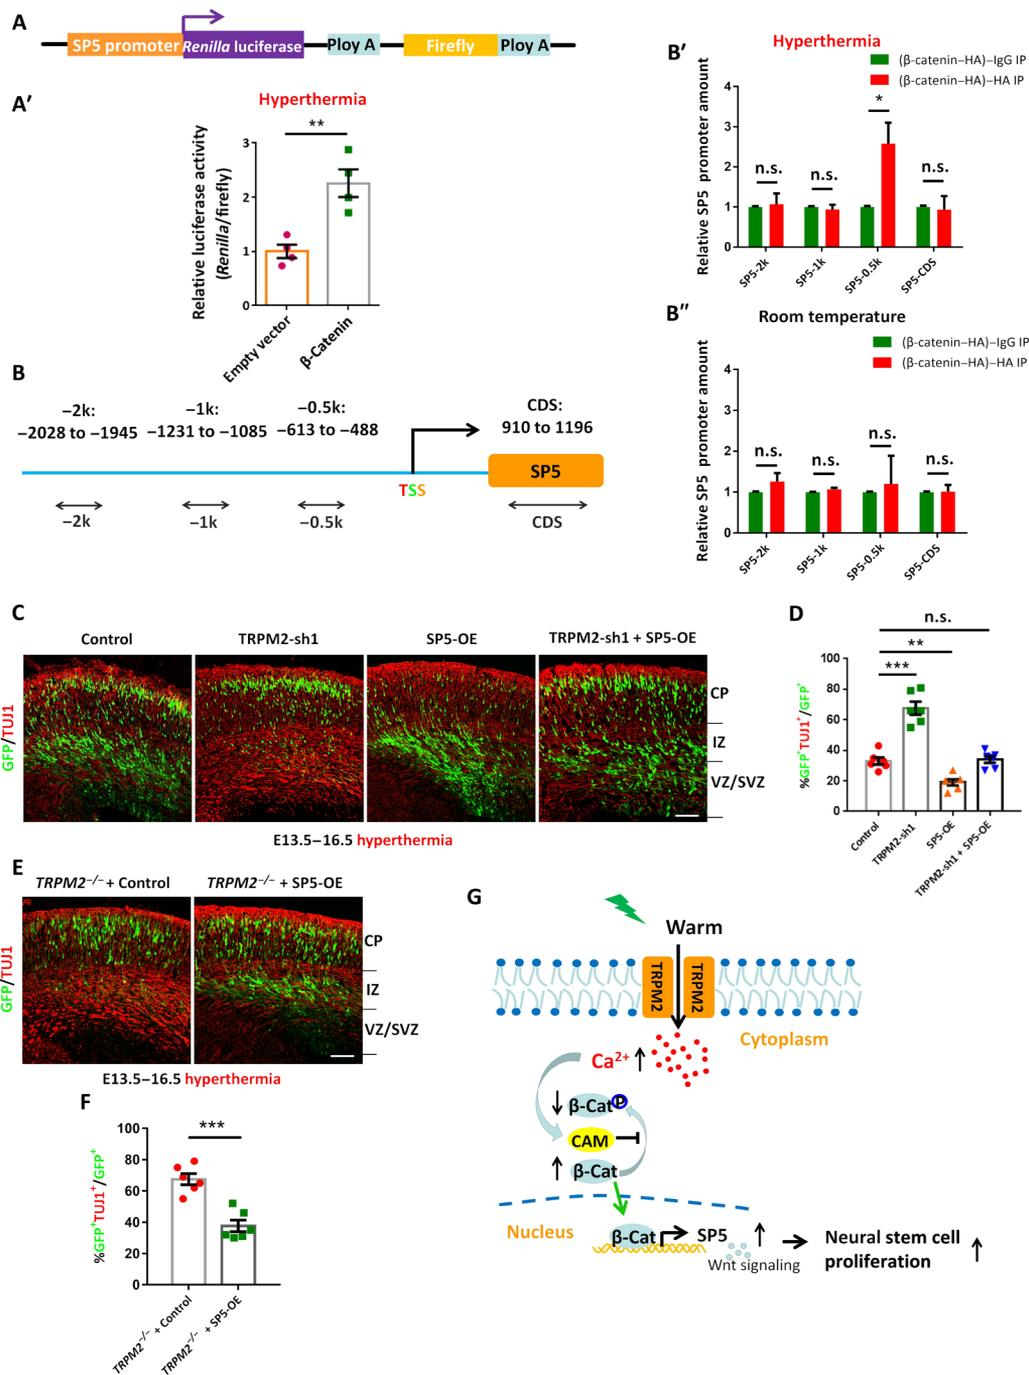 A
SP5 promoter
Renilla luciferase
Ploy A
Firefly
Ploy A
A′
Hyperthermia
**
Relative luciferase activity
(Renilla/firefly)
3
2
1
0
Empty vector
β-Catenin
B′
Hyperthermia
(β-catenin–HA)–IgG IP
(β-catenin–HA)–HA IP
Relative SP5 promoter amount
4
3
2
1
0
n.s.
n.s.
*
n.s.
SP5-2k
SP5-1k
SP5-0.5k
SP5-CDS
B″
Room temperature
(β-catenin–HA)–IgG IP
(β-catenin–HA)–HA IP
Relative SP5 promoter amount
4
3
2
1
0
n.s.
n.s.
n.s.
n.s.
SP5-2k
SP5-1k
SP5-0.5k
SP5-CDS
B
–2k:
–2028 to –1945
–1k:
–1231 to –1085
–0.5k:
–613 to –488
CDS:
910 to 1196
TSS
SP5
–2k
–1k
–0.5k
CDS
C
Control
TRPM2-sh1
SP5-OE
TRPM2-sh1 + SP5-OE
GFP/TUJ1
CP
IZ
VZ/SVZ
E13.5–16.5 hyperthermia
D
n.s.
**
***
%GFP⁺TUJ1⁺/GFP⁺
100
80
60
40
20
0
Control
TRPM2-sh1
SP5-OE
TRPM2-sh1 + SP5-OE
E
TRPM2⁻/⁻ + Control
TRPM2⁻/⁻ + SP5-OE
GFP/TUJ1
CP
IZ
VZ/SVZ
E13.5–16.5 hyperthermia
F
***
%GFP⁺TUJ1⁺/GFP⁺
100
80
60
40
20
0
TRPM2⁻/⁻ + Control
TRPM2⁻/⁻ + SP5-OE
G
Warm
TRPM2
TRPM2
Cytoplasm
Ca²⁺
β-Cat P
CAM
β-Cat
Nucleus
β-Cat
SP5
Wnt signaling
Neural stem cell
proliferation